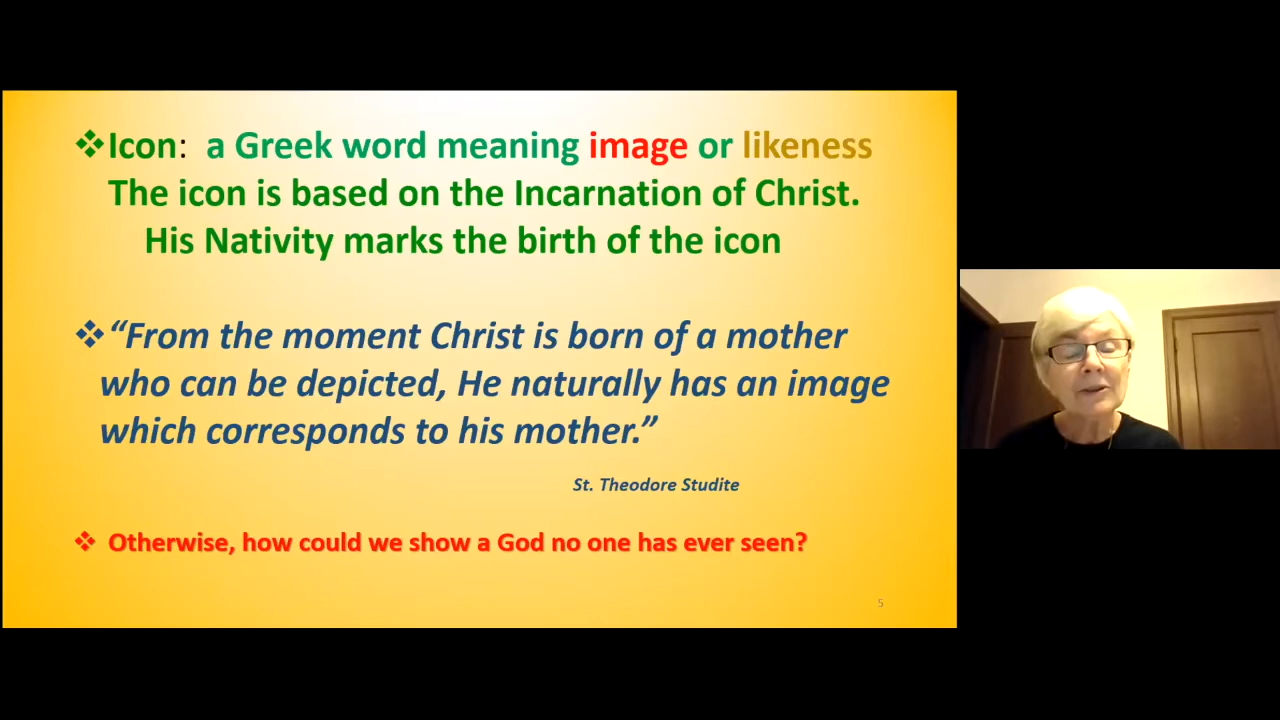 ❖Icon: a Greek word meaning image or likeness
The icon is based on the Incarnation of Christ.
His Nativity marks the birth of the icon
❖“From the moment Christ is born of a mother
who can be depicted, He naturally has an image
which corresponds to his mother.”
St. Theodore Studite
❖ Otherwise, how could we show a God no one has ever seen?
5